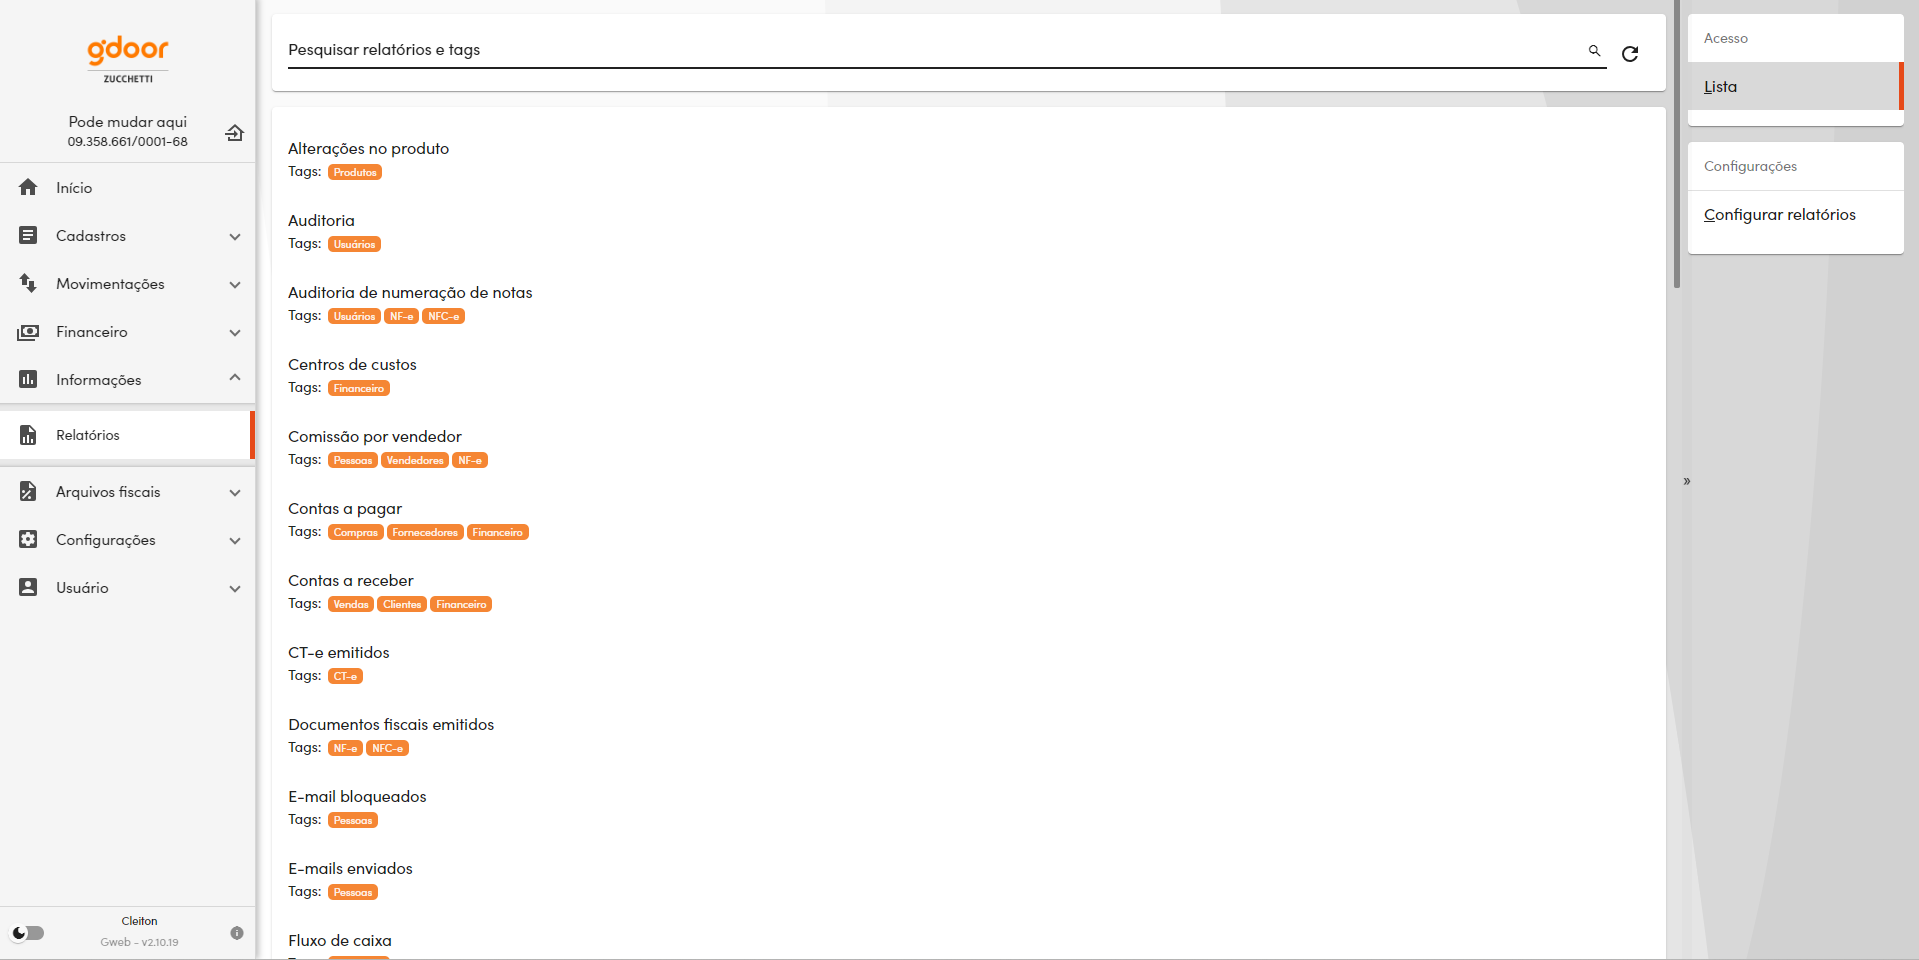 gdoor
ZUCCHETTI
Pode mudar aqui
09.358.661/0001-68
Início
Cadastros
Movimentações
Financeiro
Informações
Relatórios
Arquivos fiscais
Configurações
Usuário
Cleiton
Gweb - v2.10.19
Pesquisar relatórios e tags
Alterações no produto
Tags: Produtos
Auditoria
Tags: Usuários
Auditoria de numeração de notas
Tags: Usuários NF-e NFC-e
Centros de custos
Tags: Financeiro
Comissão por vendedor
Tags: Pessoas Vendedores NF-e
Contas a pagar
Tags: Compras Fornecedores Financeiro
Contas a receber
Tags: Vendas Clientes Financeiro
CT-e emitidos
Tags: CT-e
Documentos fiscais emitidos
Tags: NF-e NFC-e
E-mail bloqueados
Tags: Pessoas
E-mails enviados
Tags: Pessoas
Fluxo de caixa
Acesso
Lista
Configurações
Configurar relatórios
»